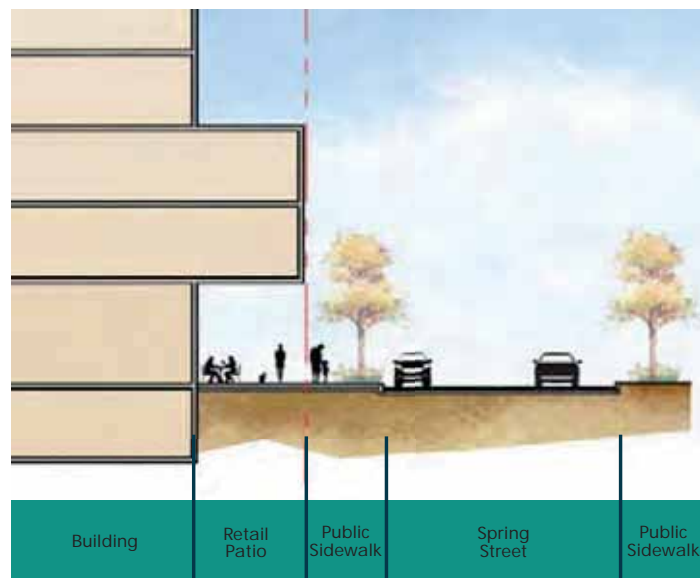 Building
Retail
Patio
Public
Sidewalk
Spring
Street
Public
Sidewalk